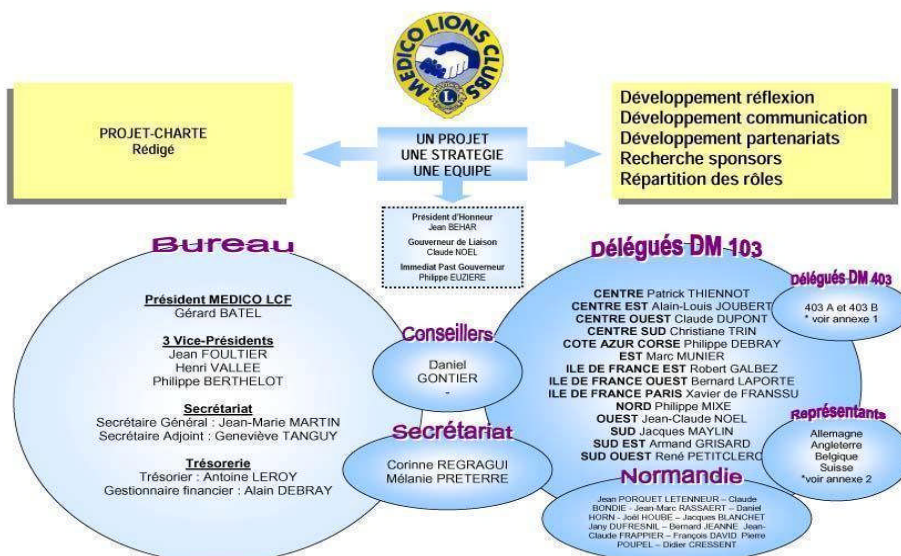 MEDICO LIONS CLUBS
L
PROJET-CHARTE
Rédigé
UN PROJET
UNE STRATEGIE
UNE EQUIPE
Développement réflexion
Développement communication
Développement partenariats
Recherche sponsors
Répartition des rôles
Président d'Honneur
Jean BEHAR
Gouverneur de Liaison
Claude NOEL
Immediat Past Gouverneur
Philippe EUZIERE
Bureau
Président MEDICO LCF
Gérard BATEL
3 Vice-Présidents
Jean FOULTIER
Henri VALLEE
Philippe BERTHELOT
Secrétariat
Secrétaire Général : Jean-Marie MARTIN
Secrétaire Adjoint : Geneviève TANGUY
Trésorerie
Trésorier : Antoine LEROY
Gestionnaire financier : Alain DEBRAY
Conseillers
Daniel
GONTIER
-
Secrétariat
Corinne REGRAGUI
Mélanie PRETERRE
Délégués DM 103
CENTRE Patrick THIENNOT
CENTRE EST Alain-Louis JOUBERT
CENTRE OUEST Claude DUPONT
CENTRE SUD Christiane TRIN
COTE AZUR CORSE Philippe DEBRAY
EST Marc MUNIER
ILE DE FRANCE EST Robert GALBEZ
ILE DE FRANCE OUEST Bernard LAPORTE
ILE DE FRANCE PARIS Xavier de FRANSSU
NORD Philippe MIXE
OUEST Jean-Claude NOEL
SUD Jacques MAYLIN
SUD EST Armand GRISARD
SUD OUEST René PETITCLERC
Délégués DM 403
403 A et 403 B
* voir annexe 1
Représentants
Allemagne
Angleterre
Belgique
Suisse
*voir annexe 2
Normandie
Jean PORQUET LETENNEUR – Claude
BONDIE - Jean-Marc RASSAERT – Daniel
HORN - Joël HOUBE – Jacques BLANCHET
Jany DUFRESNIL – Bernard JEANNE Jean-
Claude FRAPPIER – François DAVID Pierre
POUPEL - Didier CRESSENT